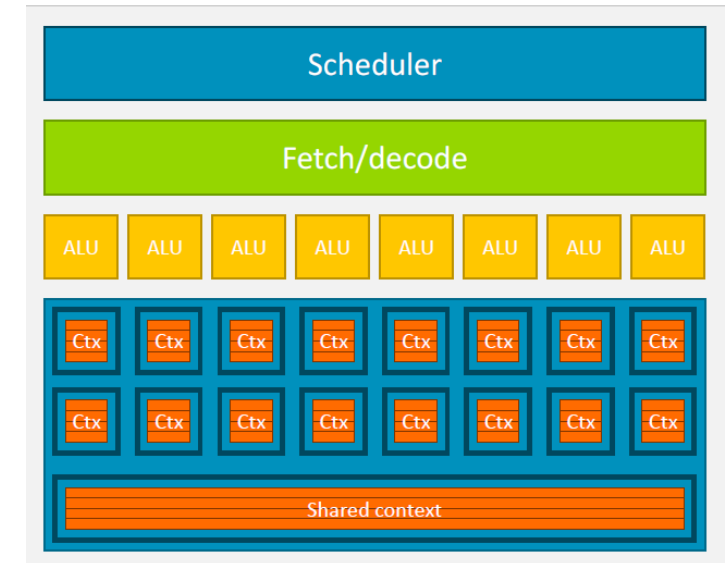 Scheduler
Fetch/decode
ALU ALU ALU ALU ALU ALU ALU ALU
Ctx Ctx Ctx Ctx Ctx Ctx Ctx Ctx
Ctx Ctx Ctx Ctx Ctx Ctx Ctx Ctx
Shared context